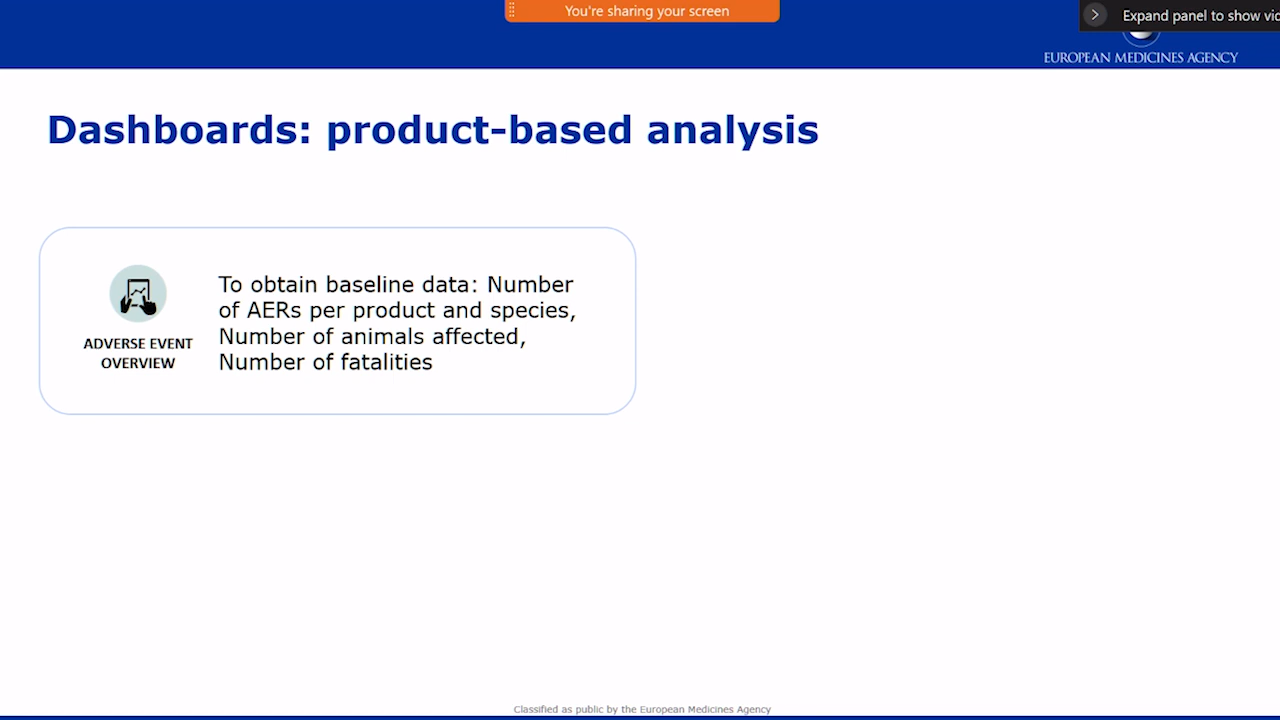 You're sharing your screen
Expand panel to show
EUROPEAN MEDICINES AGENCY
Dashboards: product-based analysis
ADVERSE EVENT
OVERVIEW
To obtain baseline data: Number
of AERs per product and species,
Number of animals affected,
Number of fatalities
Classified as public by the European Medicines Agency